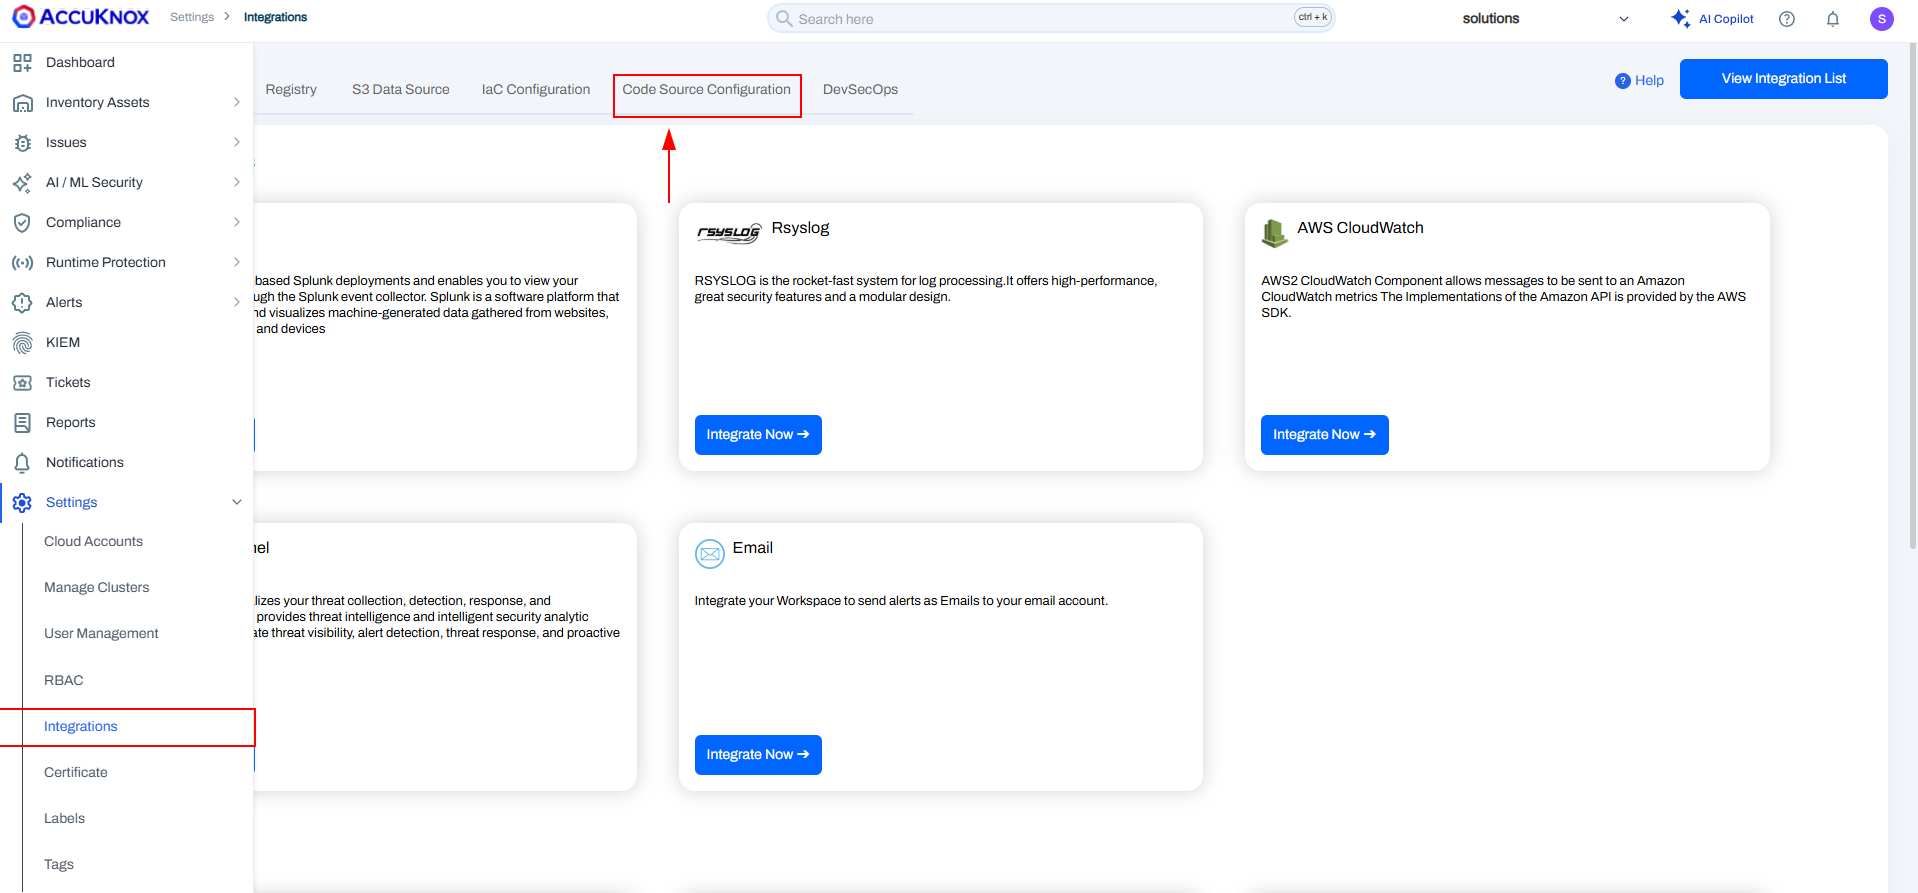 ACCUKNOX
Settings > Integrations
Search here
ctrl + k
solutions
AI Copilot
S
Dashboard
Inventory Assets
Issues
AI / ML Security
Compliance
Runtime Protection
Alerts
KIEM
Tickets
Reports
Notifications
Settings
Cloud Accounts
Manage Clusters
User Management
RBAC
Integrations
Certificate
Labels
Tags
Registry
S3 Data Source
IaC Configuration
Code Source Configuration
DevSecOps
Help
View Integration List
based Splunk deployments and enables you to view your
ugh the Splunk event collector. Splunk is a software platform that
nd visualizes machine-generated data gathered from websites,
and devices
RSYSLOG
Rsyslog
RSYSLOG is the rocket-fast system for log processing.It offers high-performance,
great security features and a modular design.
Integrate Now →
AWS CloudWatch
AWS2 CloudWatch Component allows messages to be sent to an Amazon
CloudWatch metrics The Implementations of the Amazon API is provided by the AWS
SDK.
Integrate Now →
nel
lizes your threat collection, detection, response, and
provides threat intelligence and intelligent security analytic
ate threat visibility, alert detection, threat response, and proactive
Email
Integrate your Workspace to send alerts as Emails to your email account.
Integrate Now →